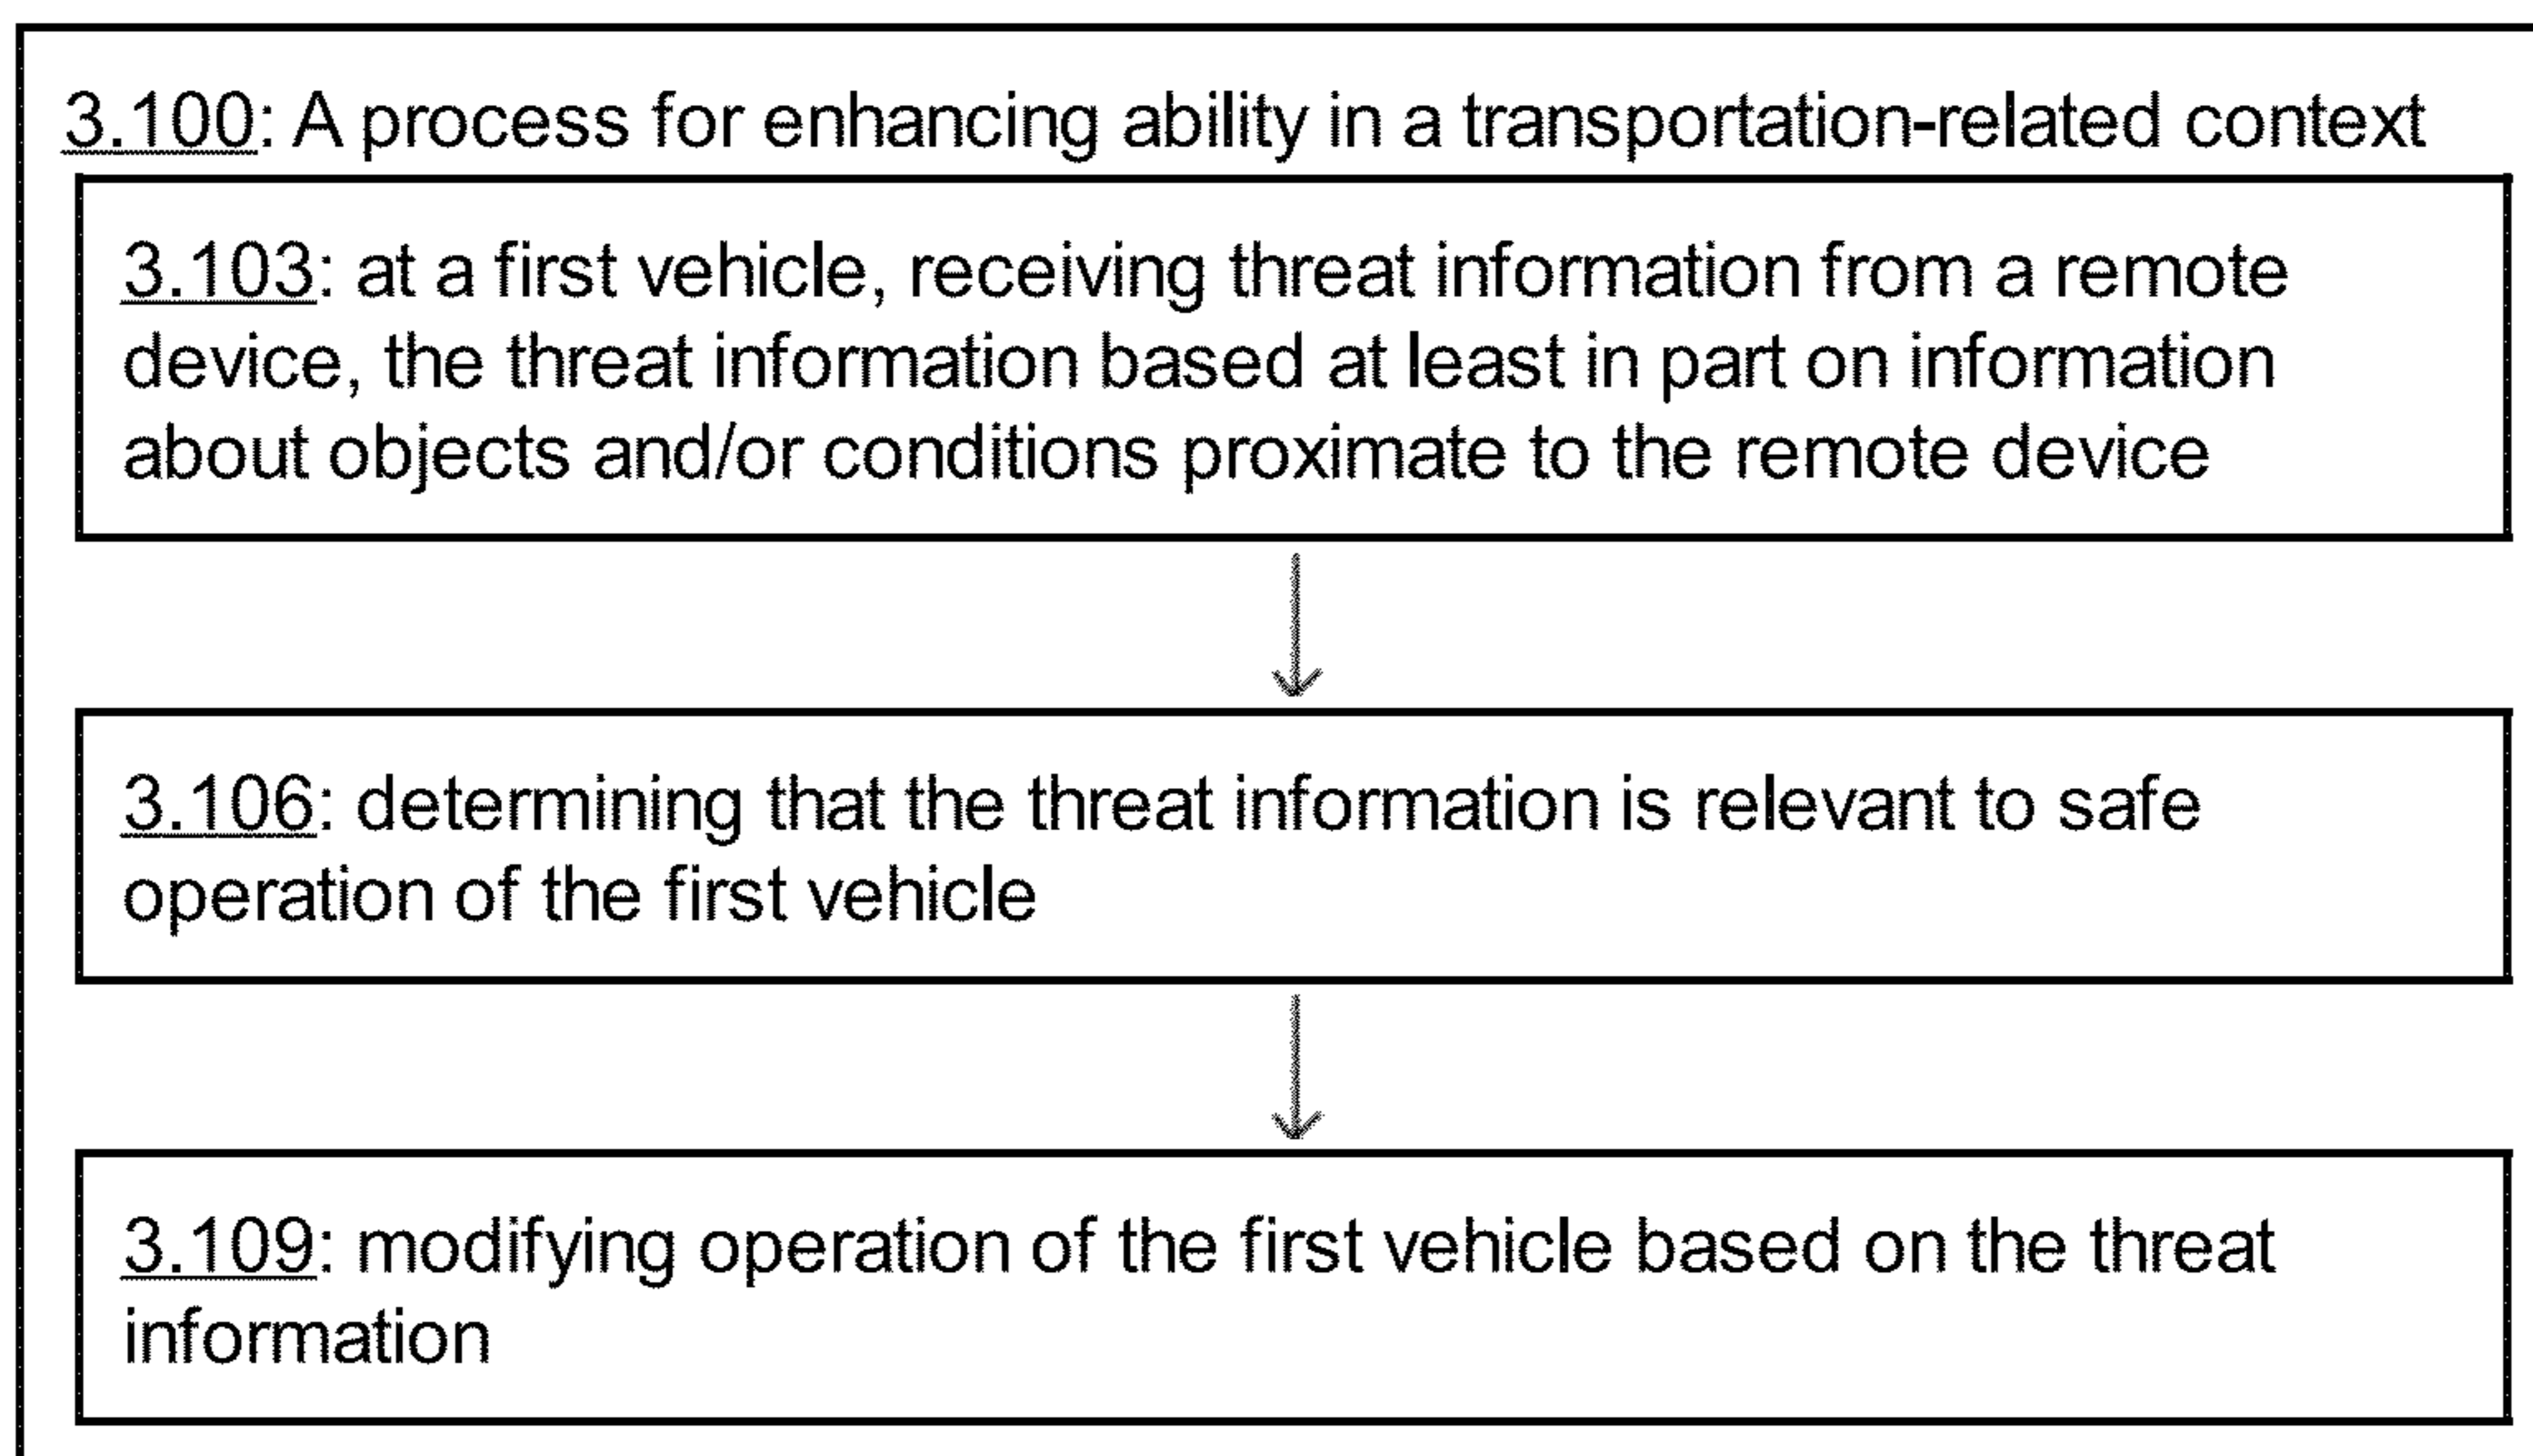 3.100: A process for enhancing ability in a transportation-related context
3.103: at a first vehicle, receiving threat information from a remote
device, the threat information based at least in part on information
about objects and/or conditions proximate to the remote device
3.106: determining that the threat information is relevant to safe
operation of the first vehicle
3.109: modifying operation of the first vehicle based on the threat
information